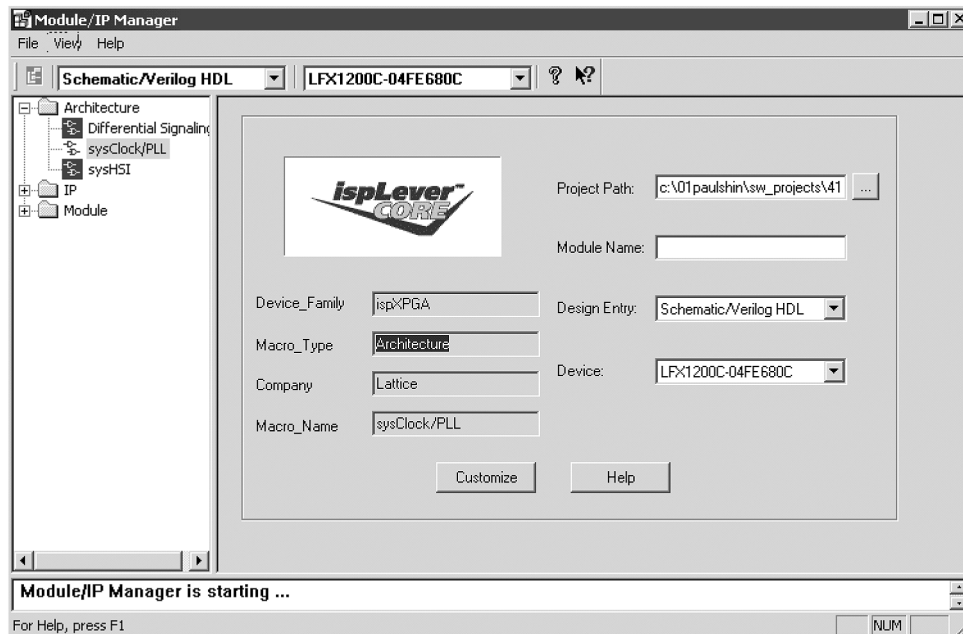 Module/IP Manager
File View Help
Schematic/Verilog HDL LFX1200C-04FE680C
Architecture
Differential Signaling
sysClock/PLL
sysHSI
IP
Module
ispLever™
CORE
Project Path: c:\01paulshin\sw_projects\41 ...
Module Name:
Device_Family ispXPGA
Design Entry: Schematic/Verilog HDL
Macro_Type Architecture
Device: LFX1200C-04FE680C
Company Lattice
Macro_Name sysClock/PLL
Customize Help
Module/IP Manager is starting ...
For Help, press F1 NUM